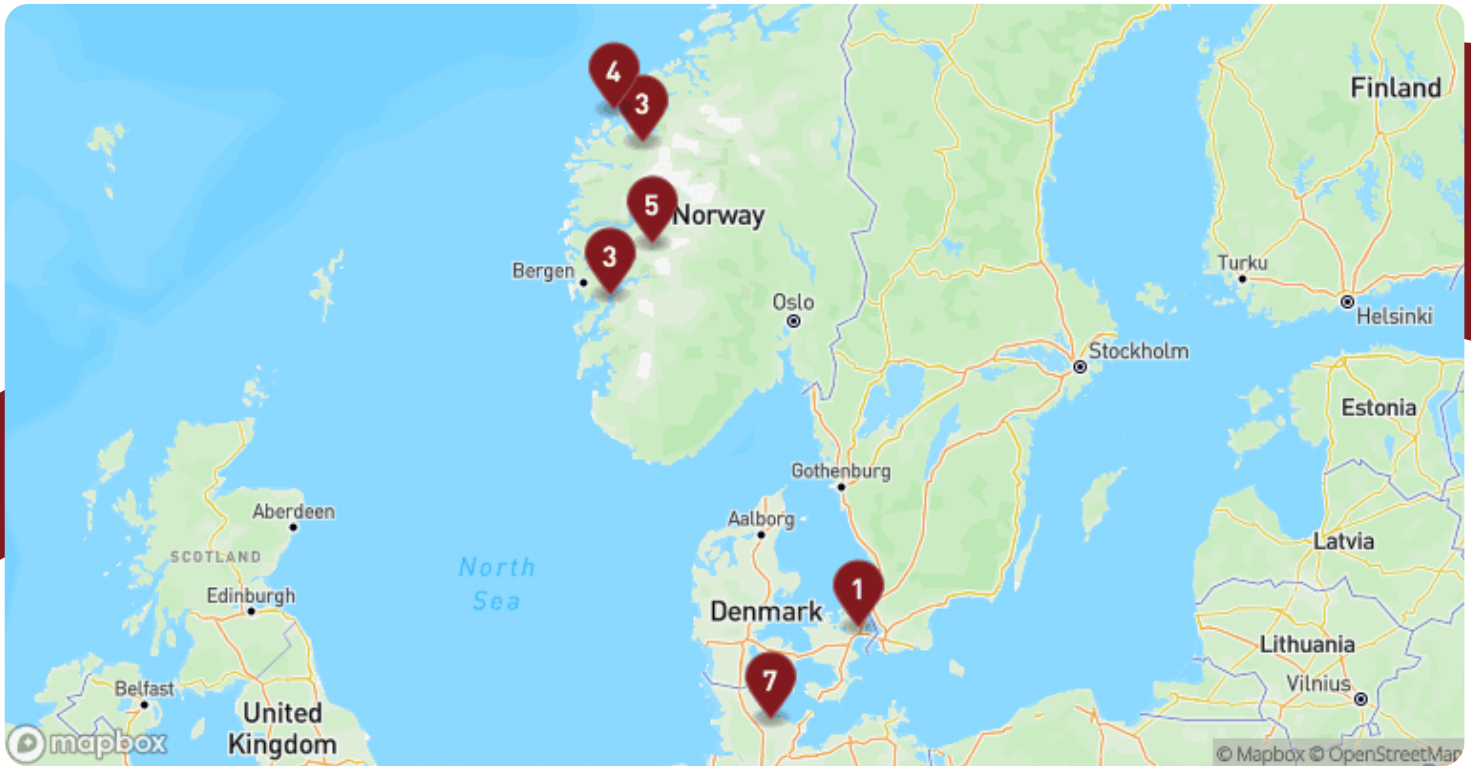 4
3
Finland
5
Norway
3
Bergen
Turku
Oslo
Helsinki
Stockholm
Estonia
Gothenburg
Aberdeen
Aalborg
SCOTLAND
North
Sea
Latvia
Edinburgh
1
Denmark
Lithuania
7
Vilnius
Belfast
United
Kingdom
mapbox
© Mapbox © OpenStreetMap